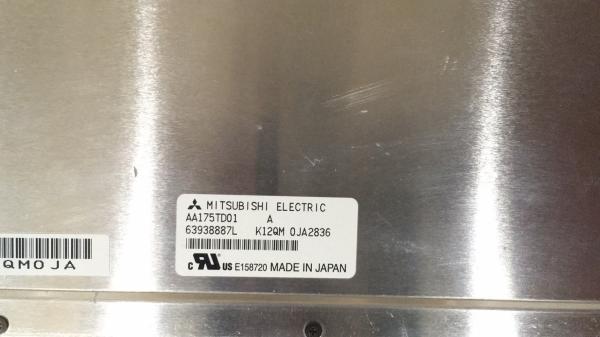 MITSUBISHI ELECTRIC
AA175TD01 A
63938887L K12QM 0JA2836
c UR US E158720 MADE IN JAPAN
QM0JA